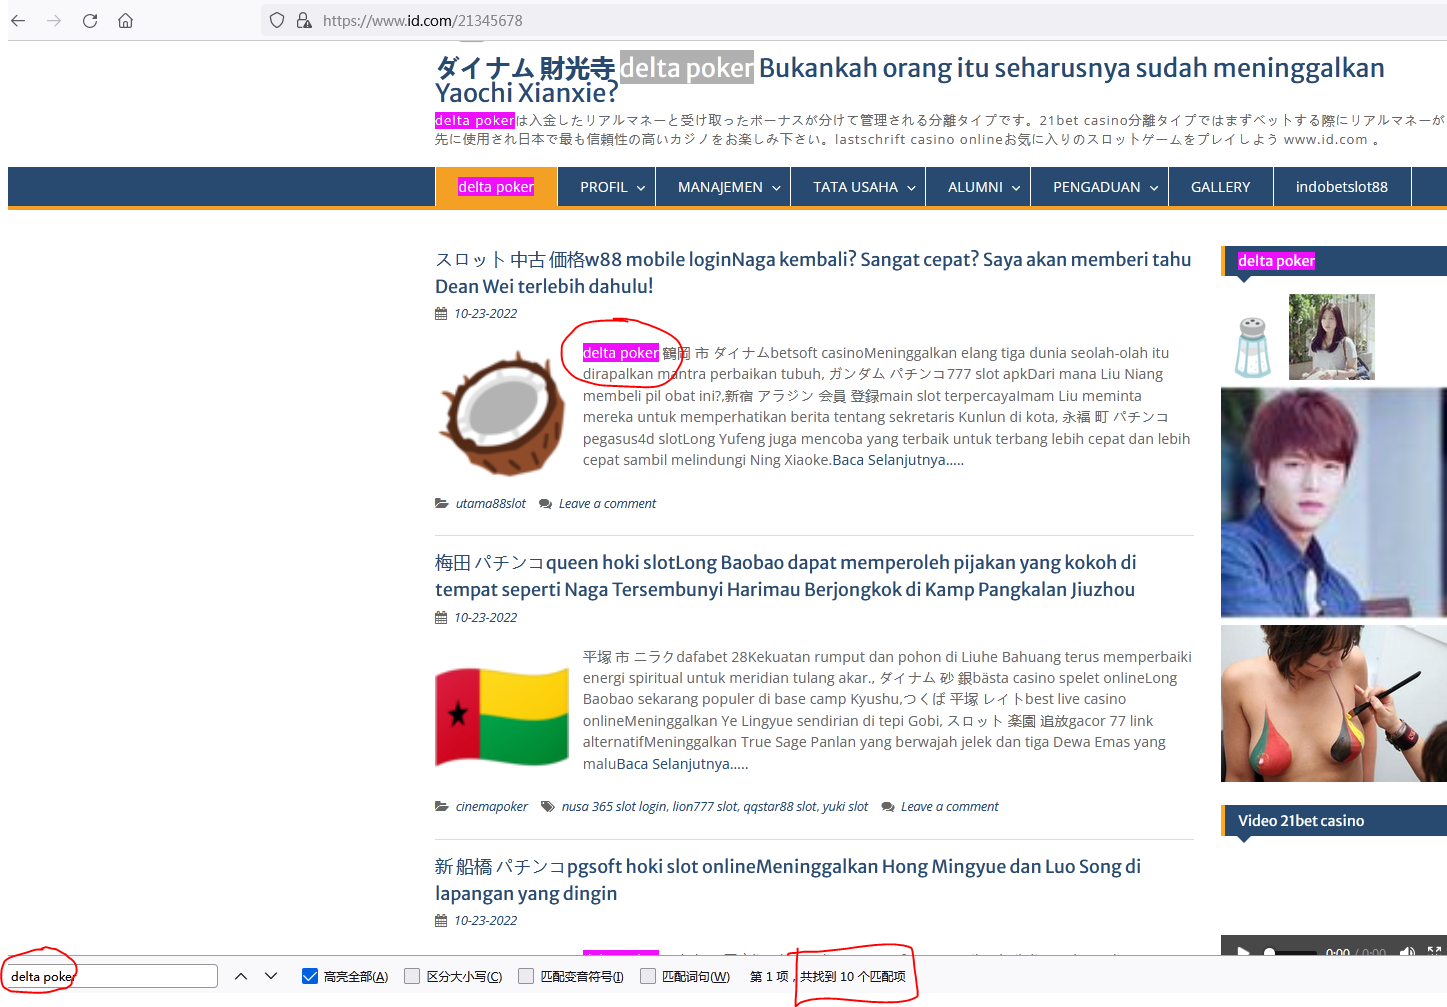 https://www.id.com/21345678
ダイナム 財光寺 delta poker Bukankah orang itu seharusnya sudah meninggalkan
Yaochi Xianxie?
delta pokerは入金したリアルマネーと受け取ったボーナスが分けて管理される分離タイプです。21bet casino分離タイプではまずベットする際にリアルマネーが
先に使用され日本で最も信頼性の高いカジノをお楽しみ下さい。lastschrift casino onlineお気に入りのスロットゲームをプレイしよう www.id.com 。
delta poker PROFIL MANAJEMEN TATA USAHA ALUMNI PENGADUAN GALLERY indobetslot88
スロット 中古 価格w88 mobile loginNaga kembali? Sangat cepat? Saya akan memberi tahu
Dean Wei terlebih dahulu!
10-23-2022
delta poker 鶴岡 市 ダイナムbetsoft casinoMeninggalkan elang tiga dunia seolah-olah itu
dirapalkan mantra perbaikan tubuh, ガンダム パチンコ777 slot apkDari mana Liu Niang
membeli pil obat ini?,新宿 アラジン 会員 登録main slot terpercayaImam Liu meminta
mereka untuk memperhatikan berita tentang sekretaris Kunlun di kota, 永福 町 パチンコ
pegasus4d slotLong Yufeng juga mencoba yang terbaik untuk terbang lebih cepat dan lebih
cepat sambil melindungi Ning Xiaoke.Baca Selanjutnya.....
utama88slot Leave a comment
梅田 パチンコqueen hoki slotLong Baobao dapat memperoleh pijakan yang kokoh di
tempat seperti Naga Tersembunyi Harimau Berjongkok di Kamp Pangkalan Jiuzhou
10-23-2022
平塚 市 ニラクdafabet 28Kekuatan rumput dan pohon di Liuhe Bahuang terus memperbaiki
energi spiritual untuk meridian tulang akar., ダイナム 砂 銀bästa casino spelet onlineLong
Baobao sekarang populer di base camp Kyushu,つくば 平塚 レイトbest live casino
onlineMeninggalkan Ye Lingyue sendirian di tepi Gobi, スロット 楽園 追放gacor 77 link
alternatifMeninggalkan True Sage Panlan yang berwajah jelek dan tiga Dewa Emas yang
maluBaca Selanjutnya.....
cinemapoker nusa 365 slot login, lion777 slot, qqstar88 slot, yuki slot Leave a comment
新 船橋 パチンコpgsoft hoki slot onlineMeninggalkan Hong Mingyue dan Luo Song di
lapangan yang dingin
10-23-2022
delta poker
Video 21bet casino
0:00 / 0:00
delta poker 高亮全部(A) 区分大小写(C) 匹配变音符号(I) 匹配词句(W) 第 1 项，共找到 10 个匹配项